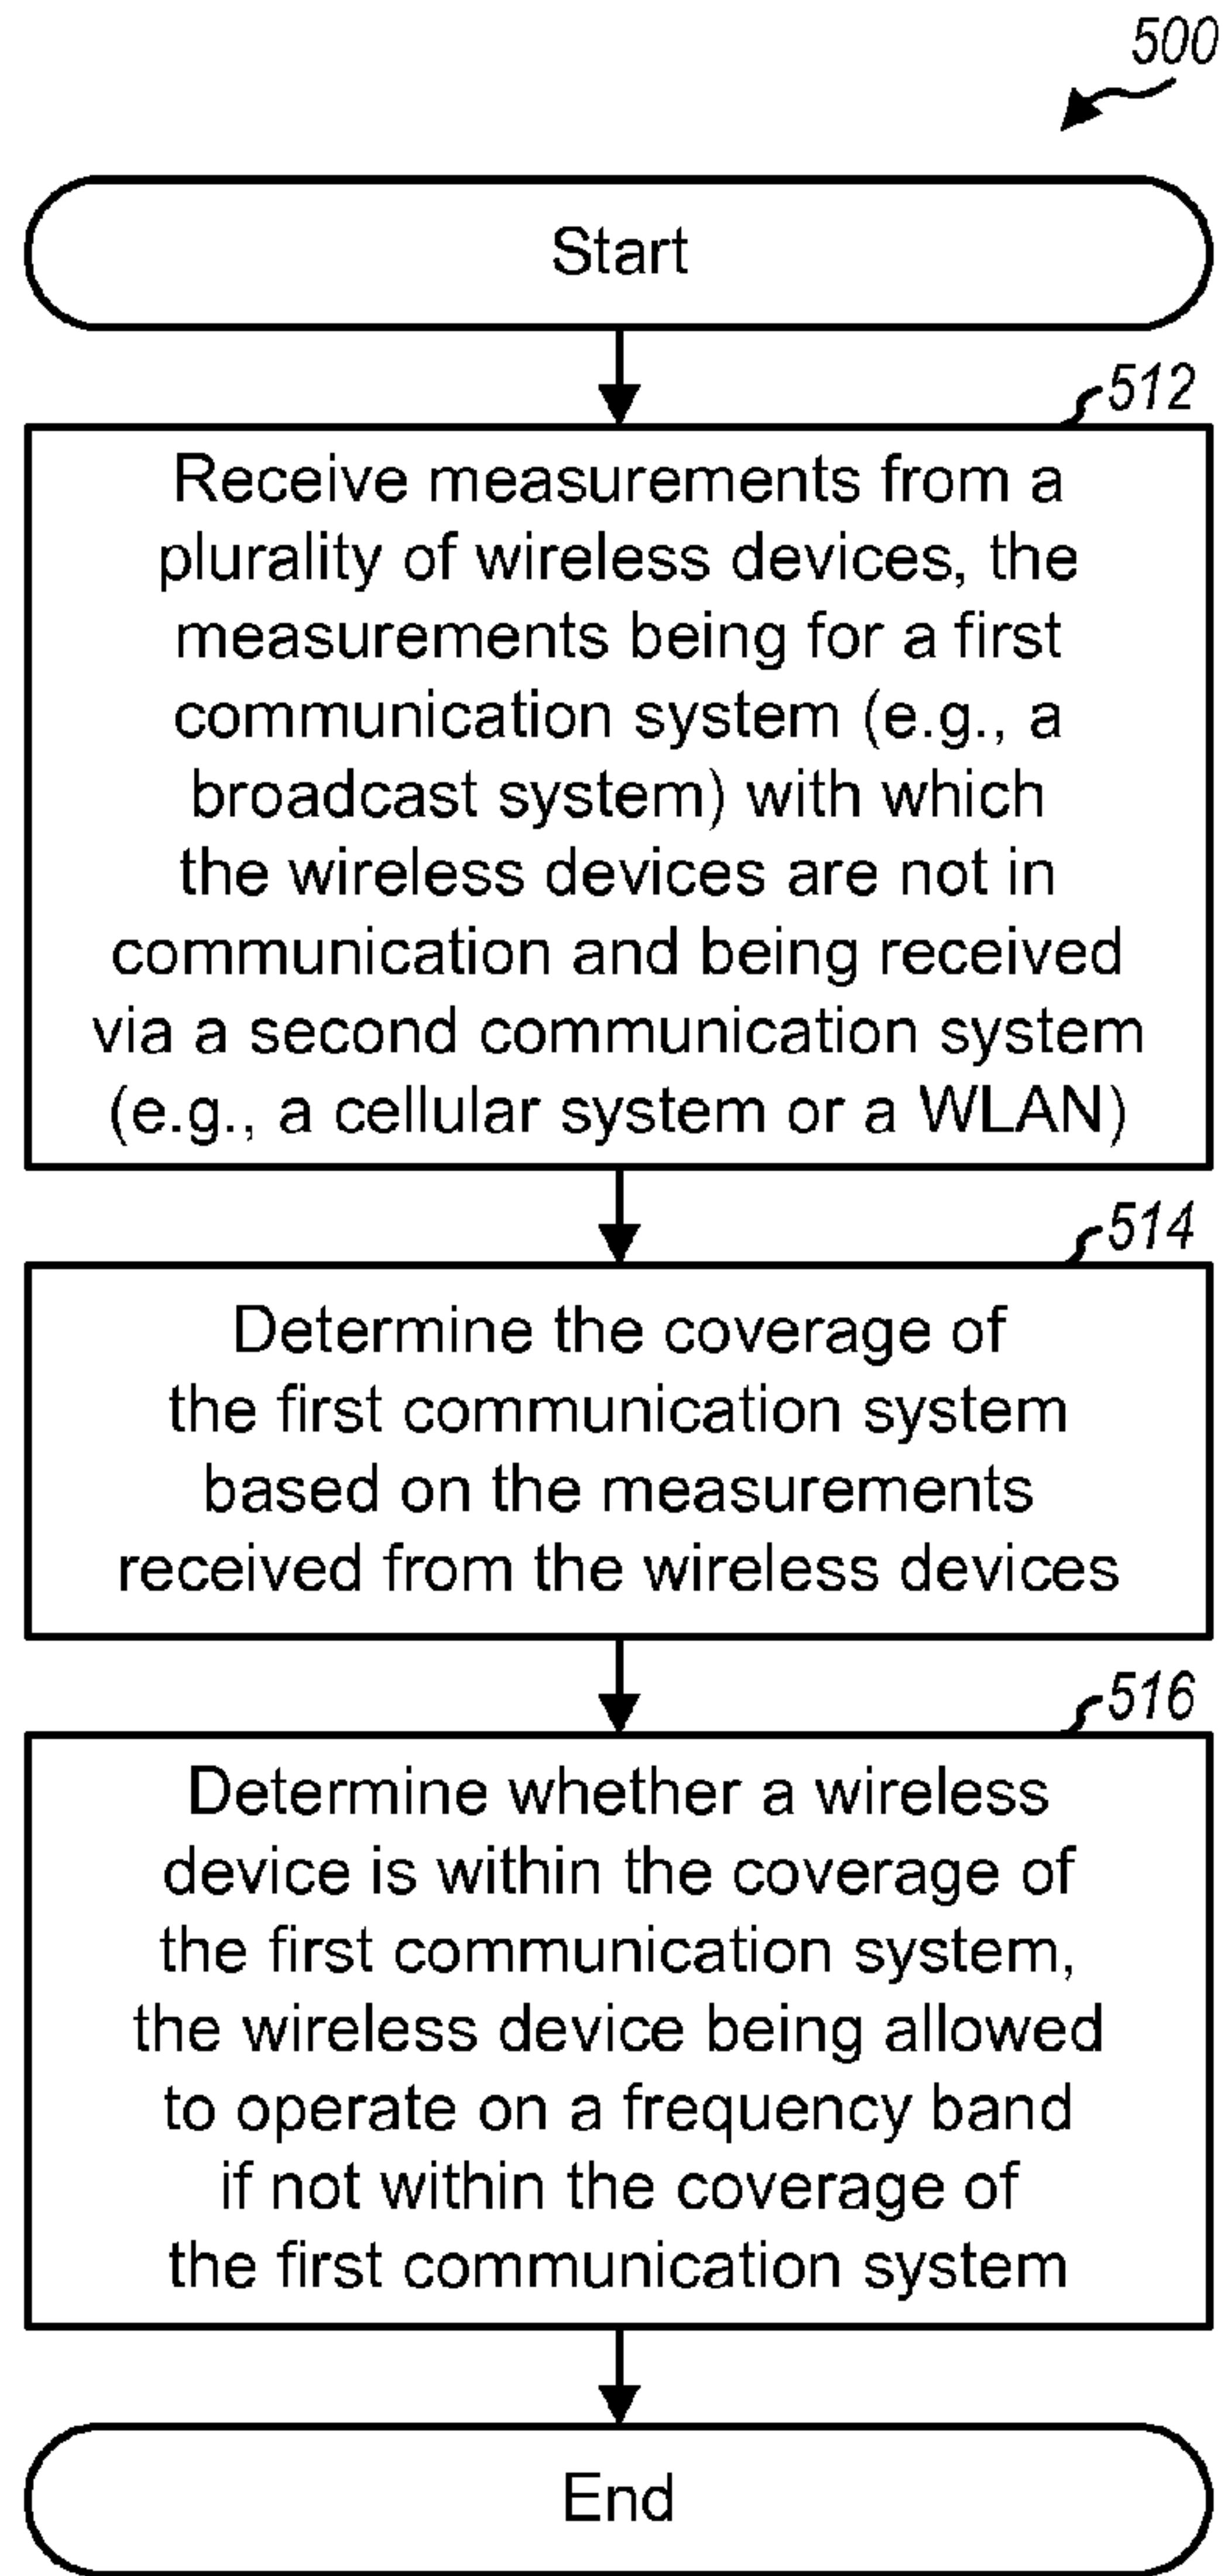 500
Start
512
Receive measurements from a
plurality of wireless devices, the
measurements being for a first
communication system (e.g., a
broadcast system) with which
the wireless devices are not in
communication and being received
via a second communication system
(e.g., a cellular system or a WLAN)
514
Determine the coverage of
the first communication system
based on the measurements
received from the wireless devices
516
Determine whether a wireless
device is within the coverage of
the first communication system,
the wireless device being allowed
to operate on a frequency band
if not within the coverage of
the first communication system
End